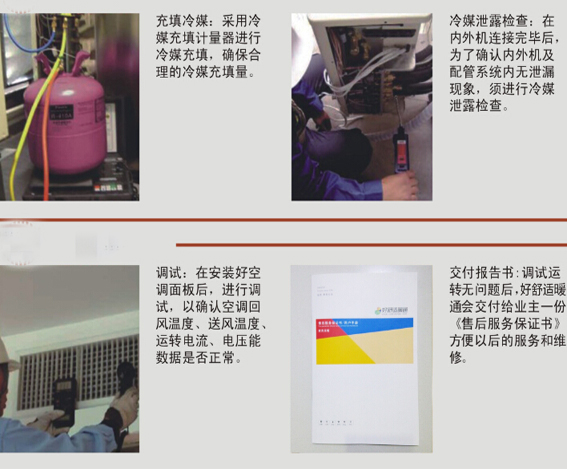 充填冷媒：采用冷
媒充填计量器进行
冷媒充填，确保合
理的冷媒充填量。
冷媒泄露检查：在
内外机连接完毕后，
为了确认内外机及
配管系统内无泄漏
现象，须进行冷媒
泄露检查。
调试：在安装好空
调面板后，进行调
试，以确认空调回
风温度、送风温度、
运转电流、电压能
数据是否正常。
交付报告书:调试运
转无问题后,好舒适暖
通会交付给业主一份
《售后服务保证书》
方便以后的服务和维
修。